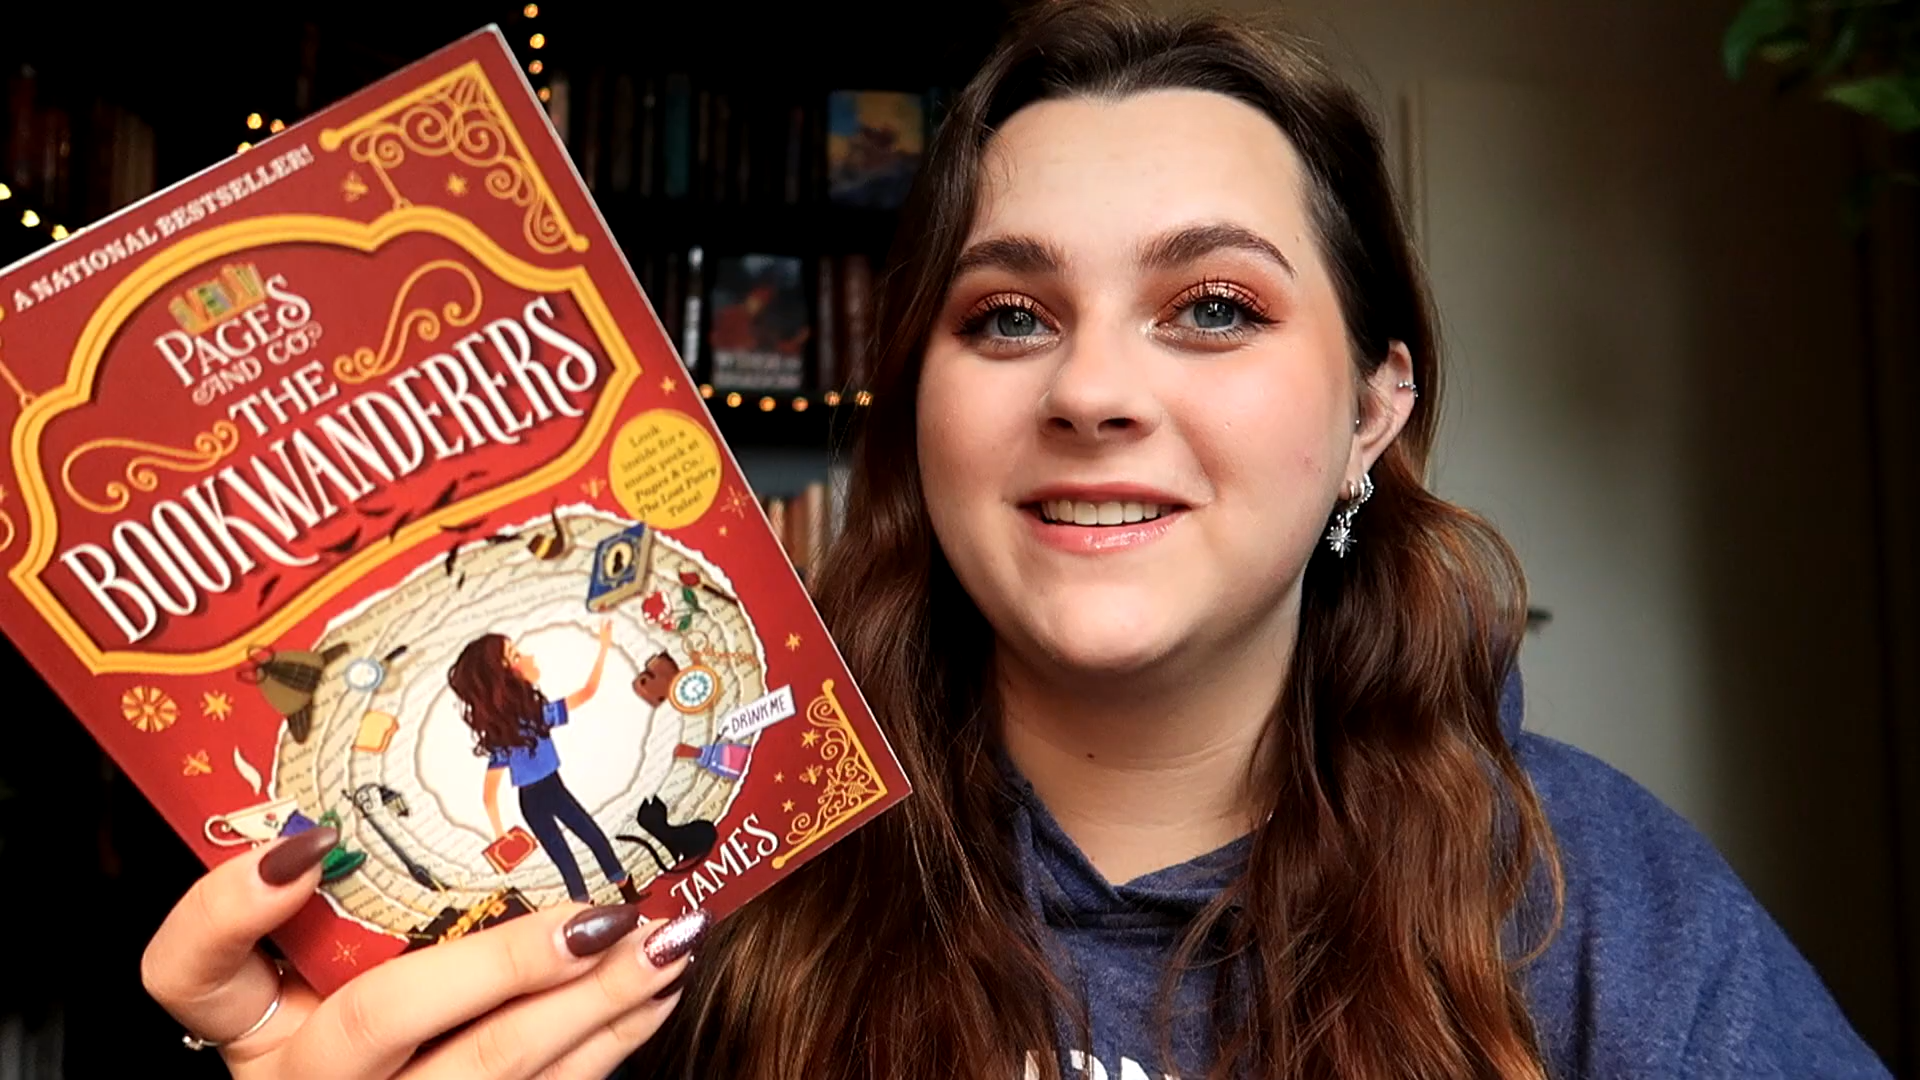 A NATIONAL BESTSELLER!
PAGES
AND CO.
THE
BOOKWANDERERS
Look
inside for a
sneak peek at
Pages & Co.:
The Lost Fairy
Tales!
DRINK ME
JAMES